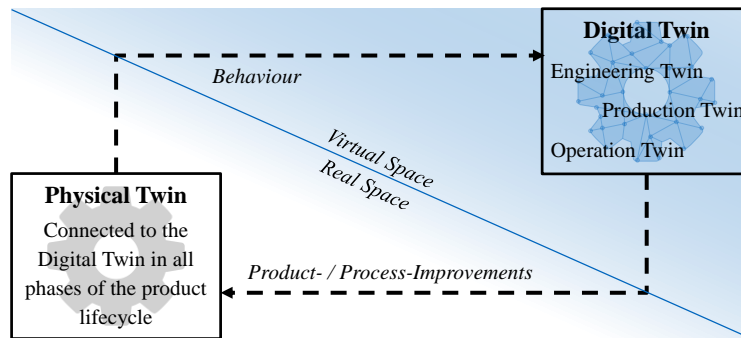 Digital Twin
Behaviour
Engineering Twin
Production Twin
Operation Twin
Virtual Space
Real Space
Physical Twin
Connected to the
Digital Twin in all
phases of the product
lifecycle
Product- / Process-Improvements